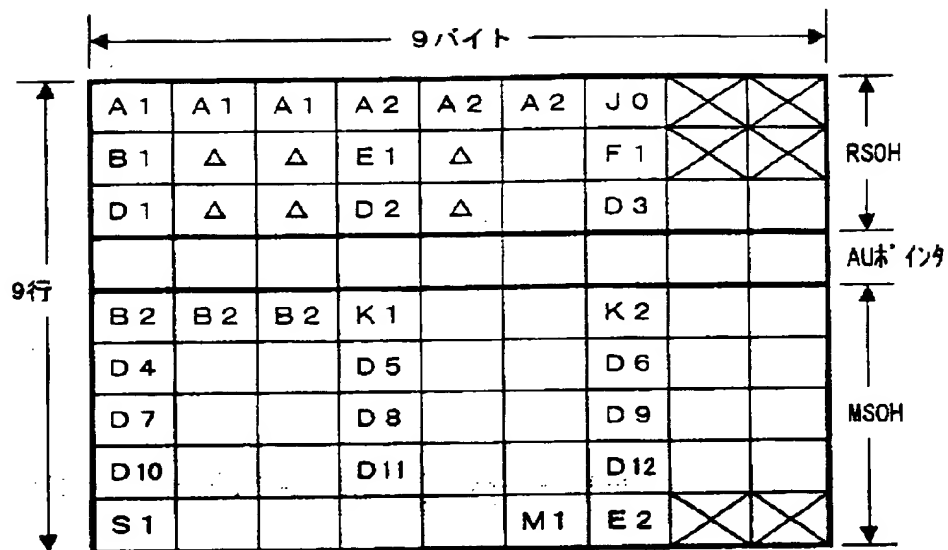 9バイト
A1 A1 A1 A2 A2 A2 J0
B1 △ △ E1 △ F1
D1 △ △ D2 △ D3
RSOH
AUポインタ
9行
B2 B2 B2 K1 K2
D4 D5 D6
D7 D8 D9
D10 D11 D12
S1 M1 E2
MSOH